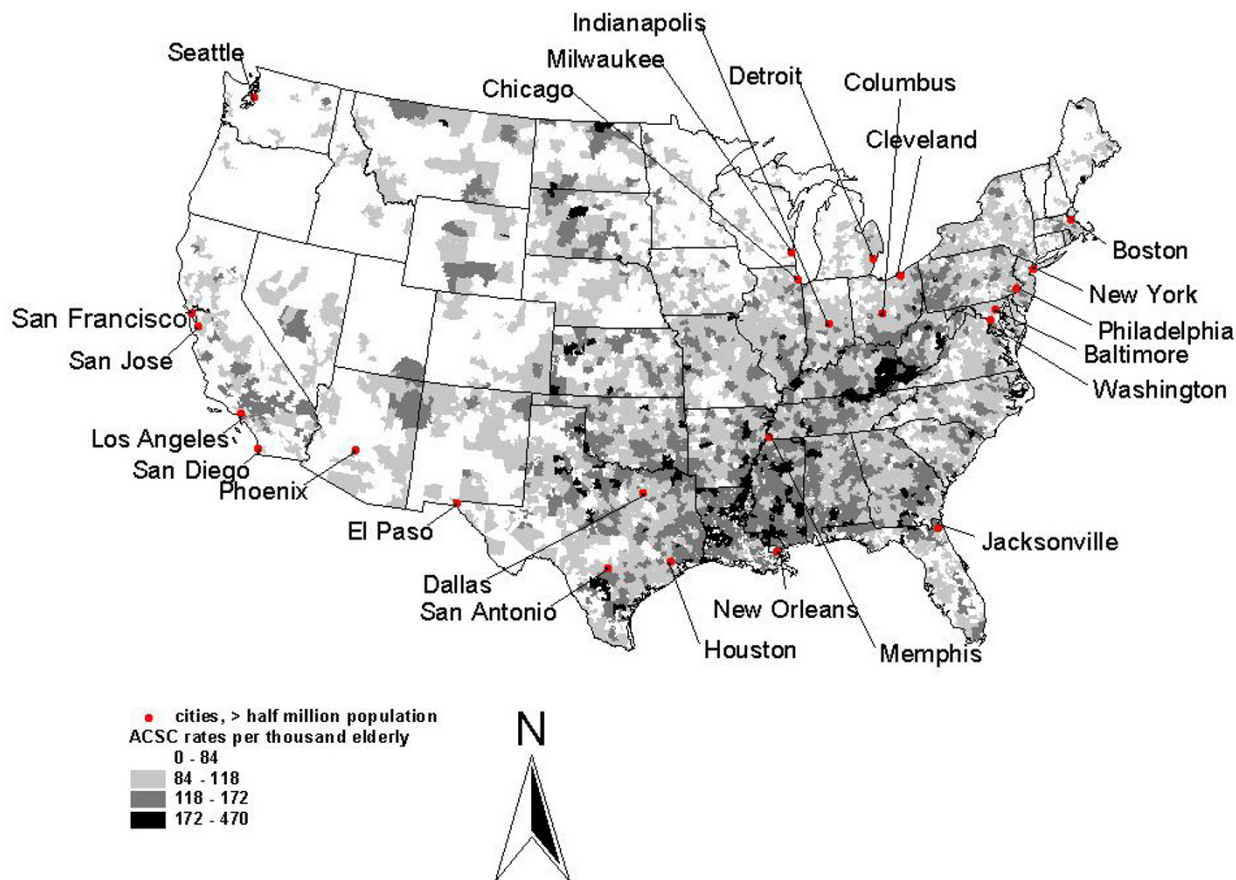 Indianapolis
Milwaukee
Seattle
Detroit
Columbus
Chicago
Cleveland
Boston
New York
San Francisco
Philadelphia
San Jose
Baltimore
Washington
Los Angeles
San Diego
Phoenix
El Paso
Jacksonville
Dallas
San Antonio
New Orleans
Houston
Memphis
cities, > half million population
ACSC rates per thousand elderly
0 - 84
84 - 118
118 - 172
172 - 470
N